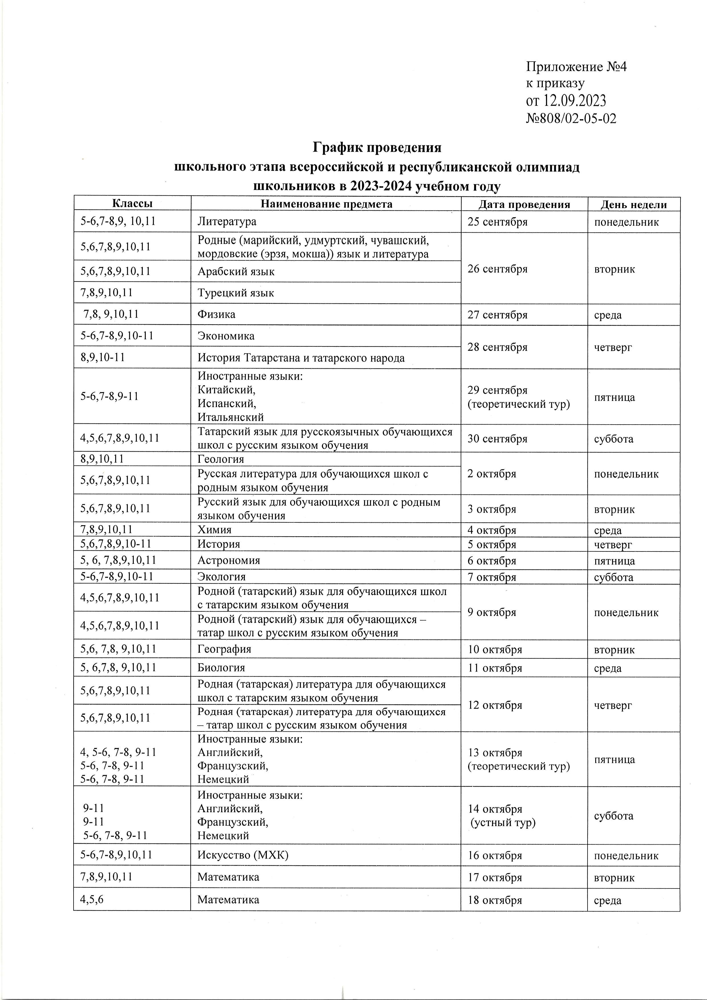 Приложение №4
к приказу
от 12.09.2023
№808/02-05-02
График проведения
школьного этапа всероссийской и республиканской олимпиад
школьников в 2023-2024 учебном году
Классы Наименование предмета Дата проведения День недели
5-6,7-8,9, 10,11 Литература 25 сентября понедельник
5,6,7,8,9,10,11 Родные (марийский, удмуртский, чувашский,
мордовские (эрзя, мокша)) язык и литература
26 сентября вторник
5,6,7,8,9,10,11 Арабский язык
7,8,9,10,11 Турецкий язык
7,8, 9,10,11 Физика 27 сентября среда
5-6,7-8,9,10-11 Экономика
28 сентября четверг
8,9,10-11 История Татарстана и татарского народа
5-6,7-8,9-11
Иностранные языки:
Китайский,
Испанский,
Итальянский
29 сентября
(теоретический тур)
пятница
4,5,6,7,8,9,10,11 Татарский язык для русскоязычных обучающихся
школ с русским языком обучения
30 сентября суббота
8,9,10,11 Геология
2 октября понедельник
5,6,7,8,9,10,11 Русская литература для обучающихся школ с
родным языком обучения
5,6,7,8,9,10,11 Русский язык для обучающихся школ с родным
языком обучения
3 октября вторник
7,8,9,10,11 Химия 4 октября среда
5,6,7,8,9,10-11 История 5 октября четверг
5, 6, 7,8,9,10,11 Астрономия 6 октября пятница
5-6,7-8,9,10-11 Экология 7 октября суббота
4,5,6,7,8,9,10,11 Родной (татарский) язык для обучающихся школ
с татарским языком обучения
9 октября понедельник
4,5,6,7,8,9,10,11 Родной (татарский) язык для обучающихся –
татар школ с русским языком обучения
5,6, 7,8, 9,10,11 География 10 октября вторник
5, 6,7,8, 9,10,11 Биология 11 октября среда
5,6,7,8,9,10,11 Родная (татарская) литература для обучающихся
школ с татарским языком обучения
12 октября четверг
5,6,7,8,9,10,11 Родная (татарская) литература для обучающихся
– татар школ с русским языком обучения
Иностранные языки:
4, 5-6, 7-8, 9-11 Английский,
5-6, 7-8, 9-11 Французский,
5-6, 7-8, 9-11 Немецкий
13 октября
(теоретический тур)
пятница
Иностранные языки:
9-11 Английский,
9-11 Французский,
5-6, 7-8, 9-11 Немецкий
14 октября
(устный тур)
суббота
5-6,7-8,9,10,11 Искусство (МХК) 16 октября понедельник
7,8,9,10,11 Математика 17 октября вторник
4,5,6 Математика 18 октября среда